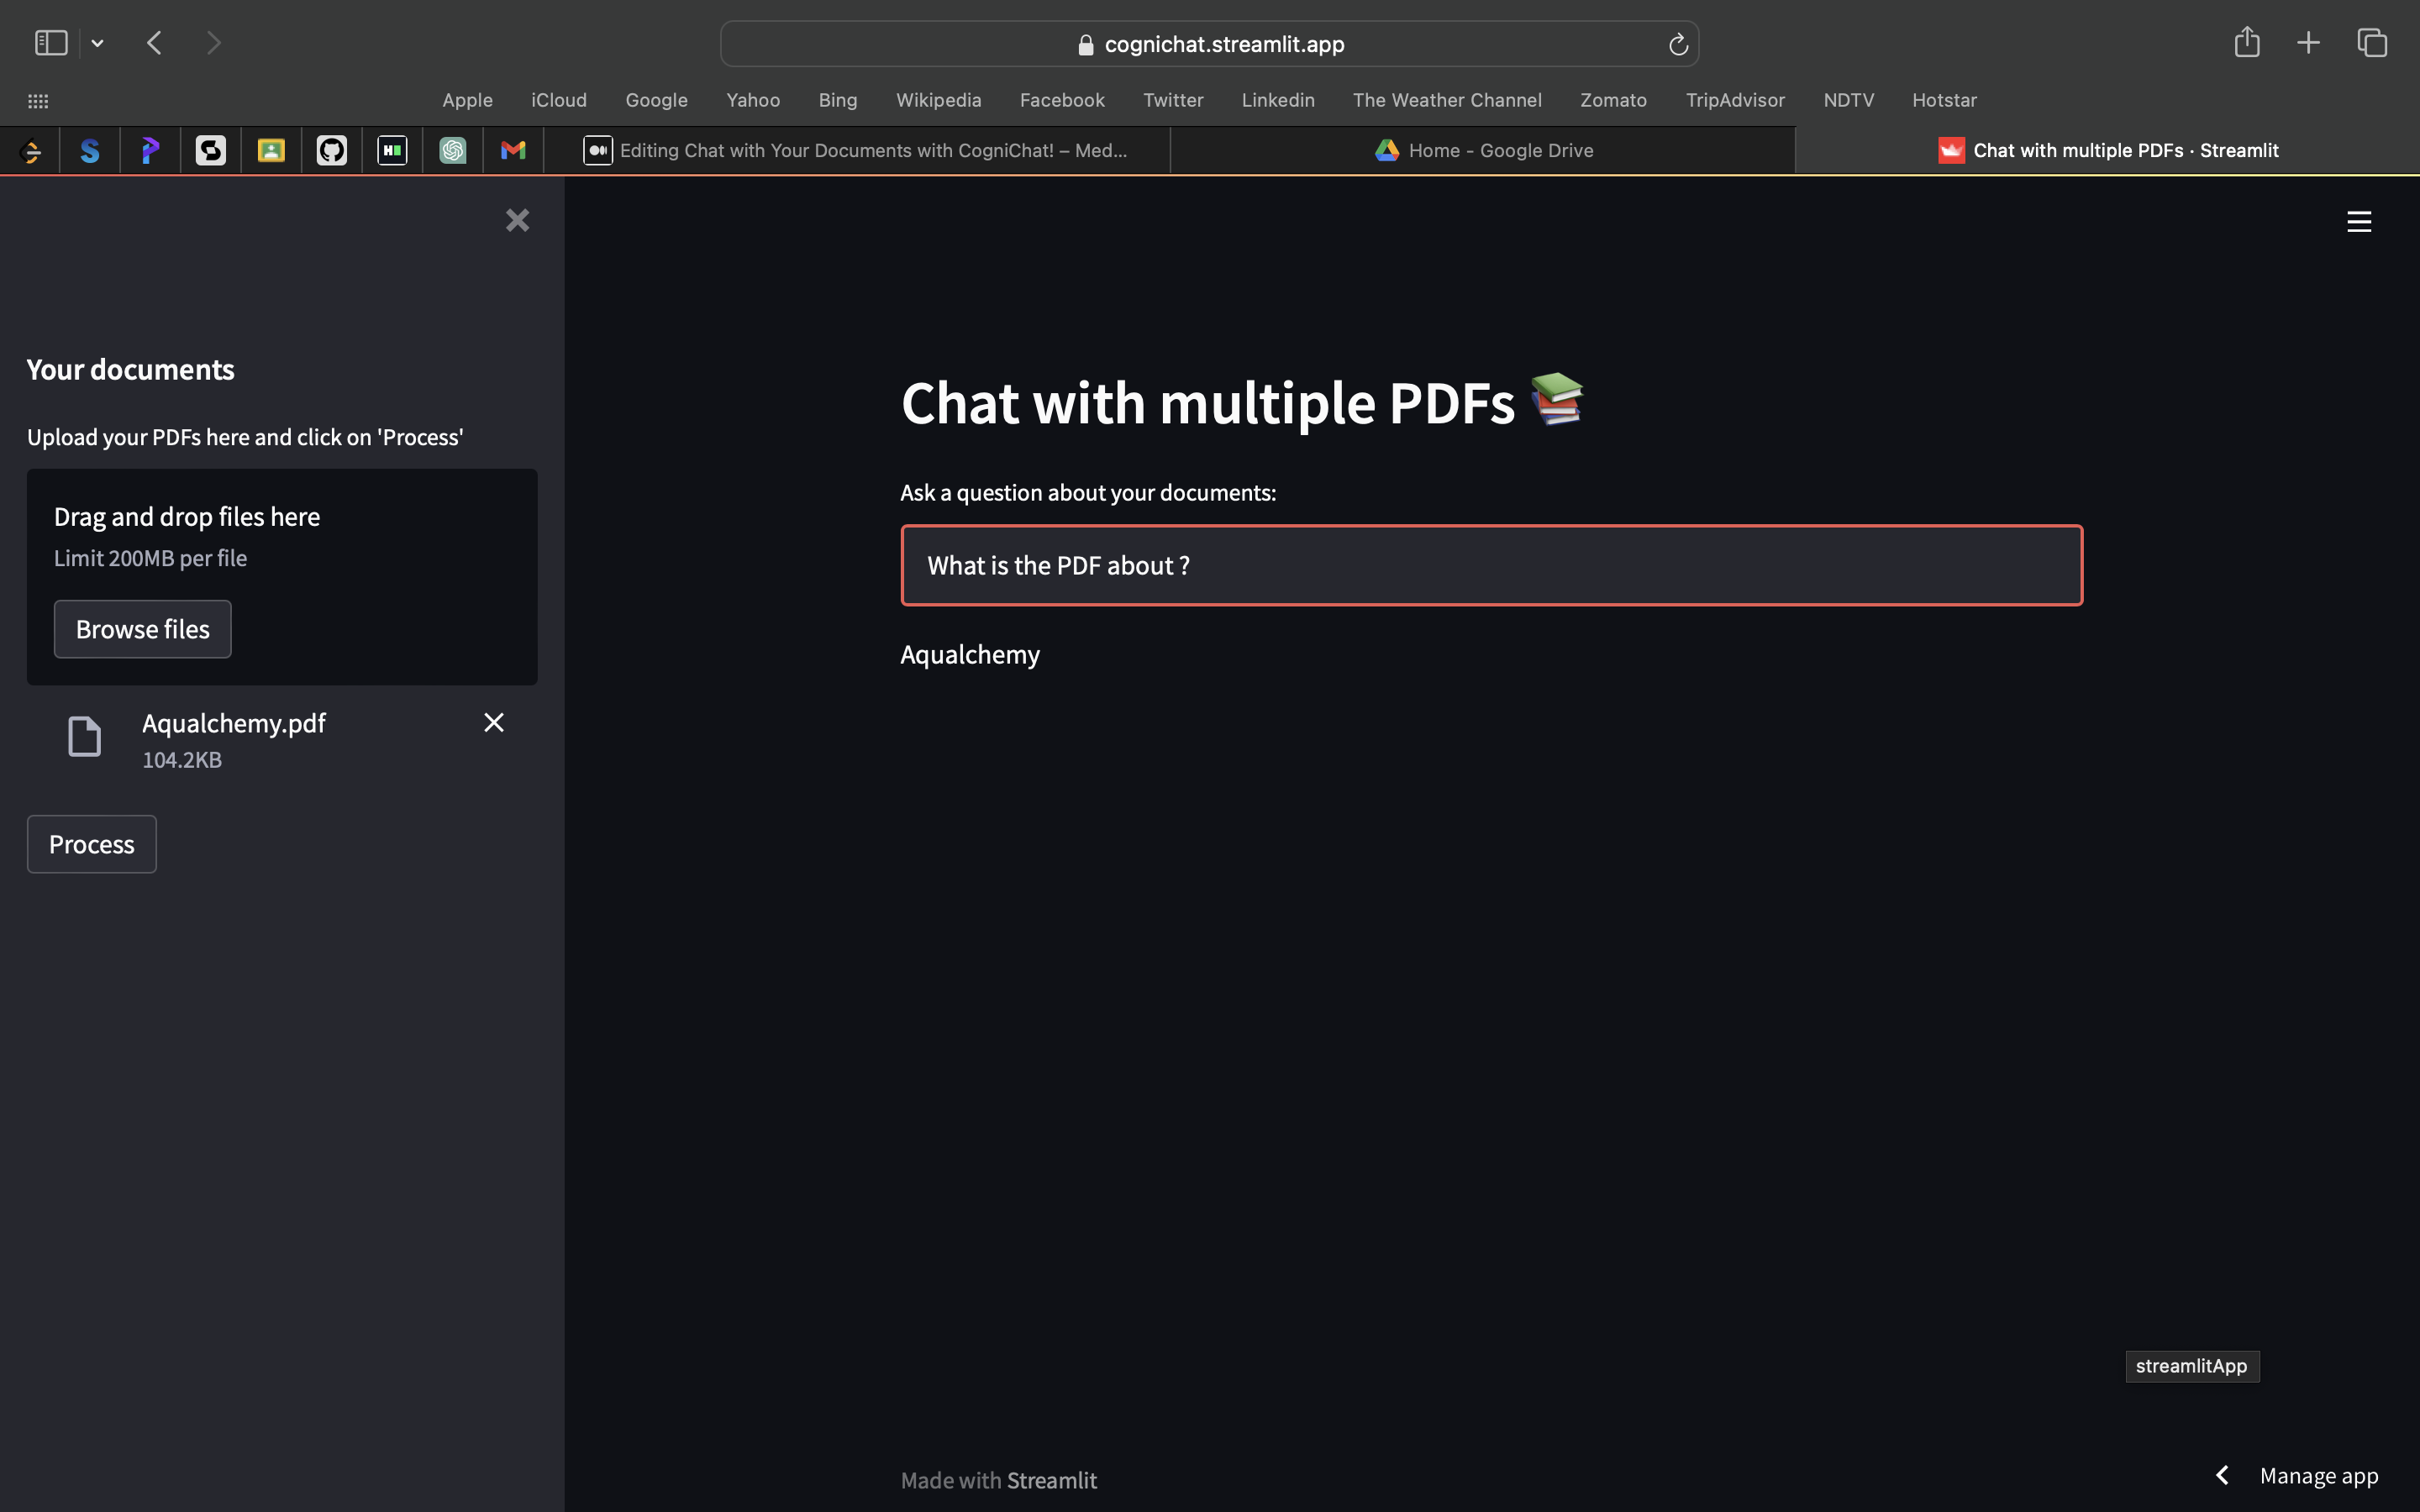 cognichat.streamlit.app
Apple iCloud Google Yahoo Bing Wikipedia Facebook Twitter Linkedin The Weather Channel Zomato TripAdvisor NDTV Hotstar
Editing Chat with Your Documents with CogniChat! – Med... Home - Google Drive Chat with multiple PDFs · Streamlit
Your documents
Upload your PDFs here and click on 'Process'
Drag and drop files here
Limit 200MB per file
Browse files
Aqualchemy.pdf
104.2KB
Process
Chat with multiple PDFs
Ask a question about your documents:
What is the PDF about ?
Aqualchemy
streamlitApp
Made with Streamlit
Manage app